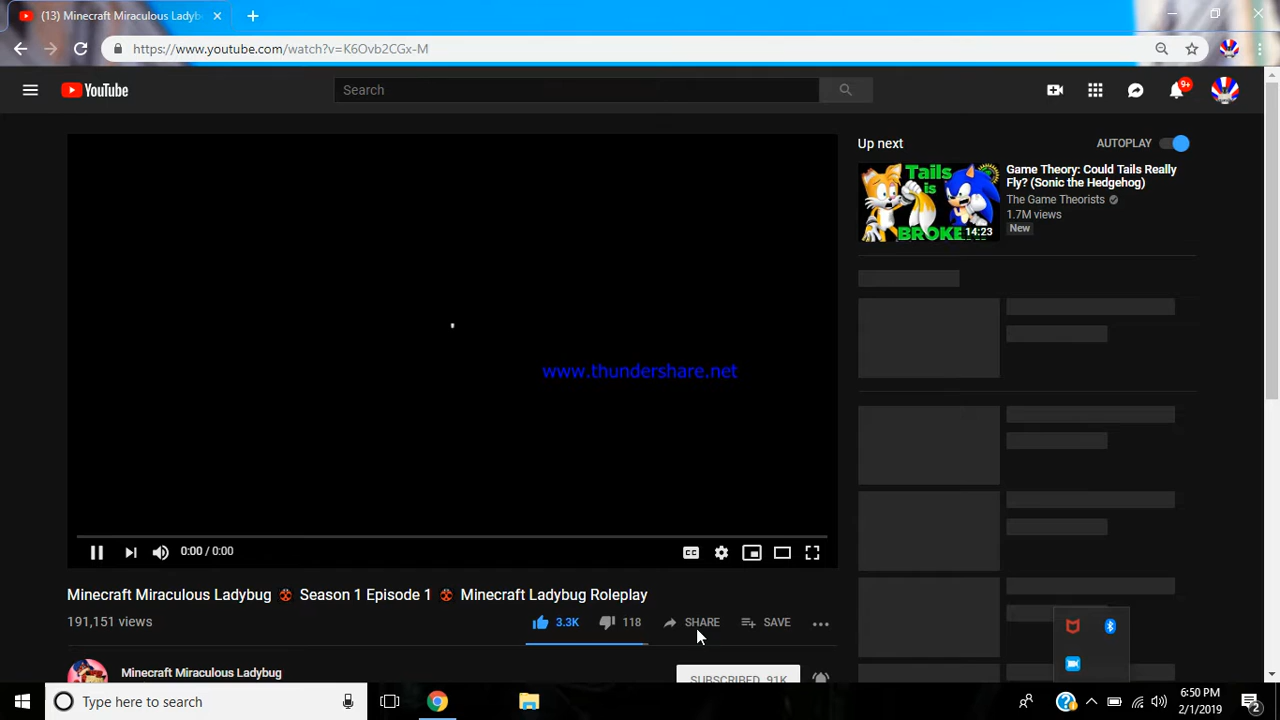 (13) Minecraft Miraculous Ladyb
https://www.youtube.com/watch?v=K6Ovb2CGx-M
YouTube
Search
9+
Up next
AUTOPLAY
Tails
is
BROKEN
14:23
Game Theory: Could Tails Really
Fly? (Sonic the Hedgehog)
The Game Theorists
1.7M views
New
www.thundershare.net
0:00 / 0:00
CC
Minecraft Miraculous Ladybug 🐞 Season 1 Episode 1 🐞 Minecraft Ladybug Roleplay
191,151 views
3.3K
118
SHARE
SAVE
Minecraft Miraculous Ladybug
SUBSCRIBED 91K
Type here to search
6:50 PM
2/1/2019
2